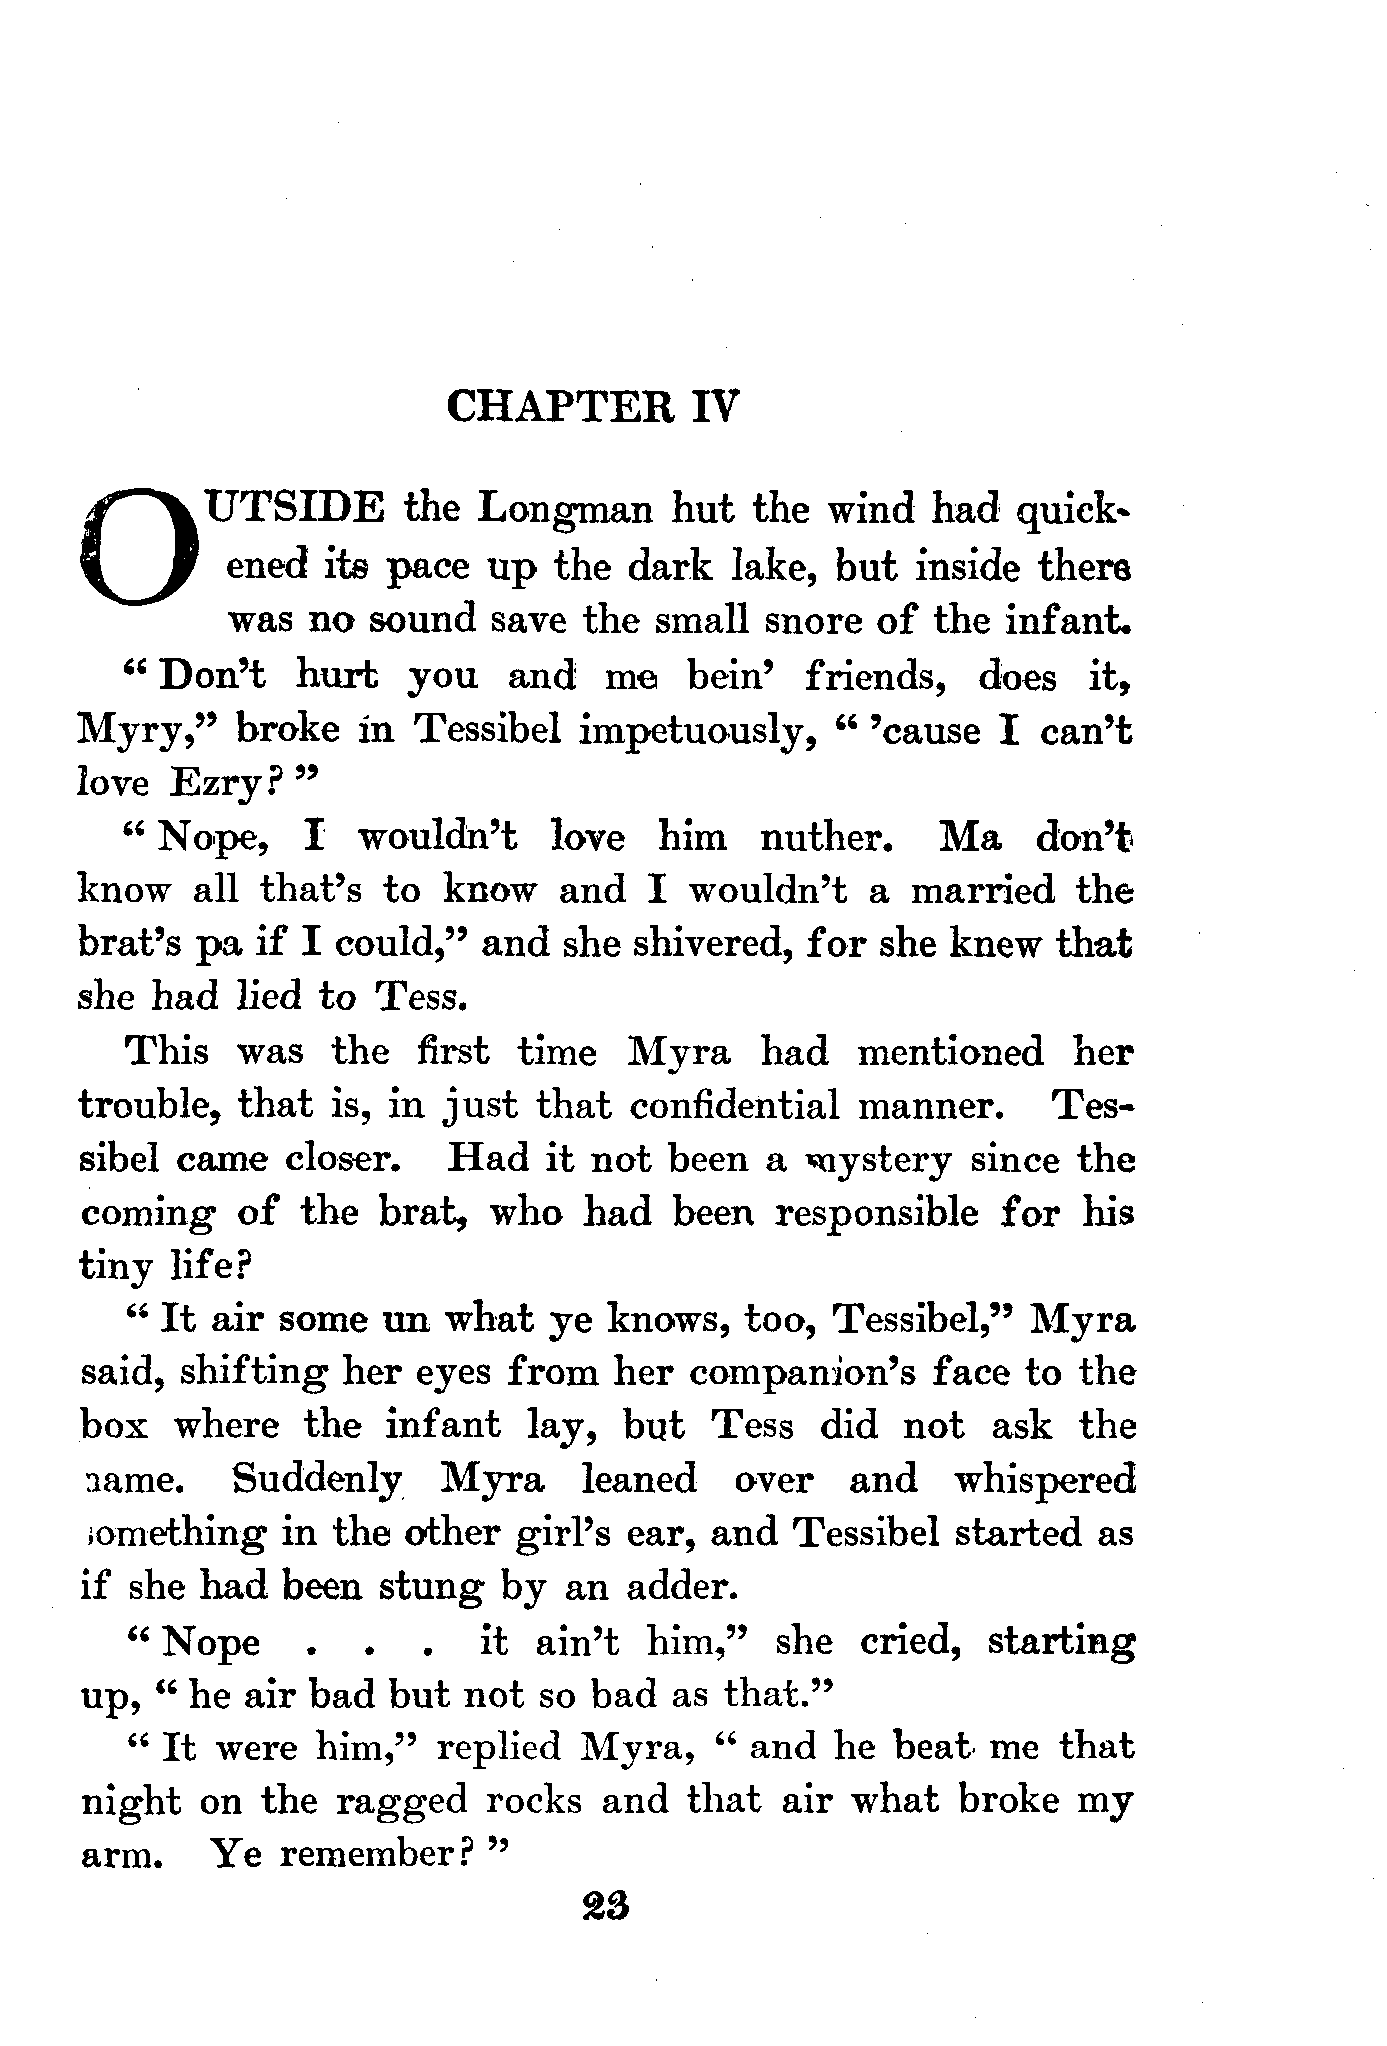 CHAPTER IV
OUTSIDE the Longman hut the wind had quick-
ened its pace up the dark lake, but inside there
was no sound save the small snore of the infant.
“Don’t hurt you and me bein’ friends, does it,
Myry,” broke in Tessibel impetuously, “’cause I can’t
love Ezry?”
“Nope, I wouldn’t love him nuther. Ma don’t
know all that’s to know and I wouldn’t a married the
brat’s pa if I could,” and she shivered, for she knew that
she had lied to Tess.
This was the first time Myra had mentioned her
trouble, that is, in just that confidential manner. Tes-
sibel came closer. Had it not been a mystery since the
coming of the brat, who had been responsible for his
tiny life?
“It air some un what ye knows, too, Tessibel,” Myra
said, shifting her eyes from her companion’s face to the
box where the infant lay, but Tess did not ask the
name. Suddenly Myra leaned over and whispered
something in the other girl’s ear, and Tessibel started as
if she had been stung by an adder.
“Nope . . . it ain’t him,” she cried, starting
up, “he air bad but not so bad as that.”
“It were him,” replied Myra, “and he beat me that
night on the ragged rocks and that air what broke my
arm. Ye remember?”
23